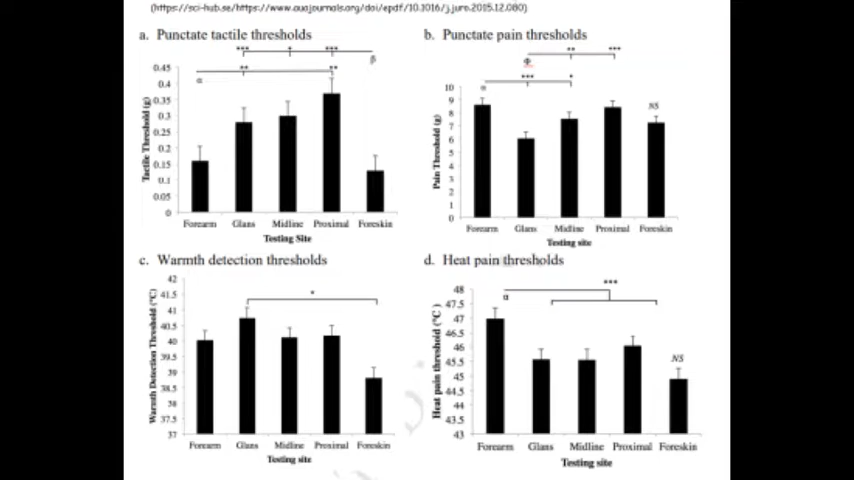 (https://sci-hub.se/https://www.auajournals.org/doi/epdf/10.1016/j.juro.2015.12.080)
a. Punctate tactile thresholds
*** * *** β
** **
α
0.45
0.4
0.35
0.3
0.25
0.2
0.15
0.1
0.05
0
Tactile Threshold (g)
Forearm Glans Midline Proximal Foreskin
Testing Site
b. Punctate pain thresholds
** ***
Φ
*** *
α
NS
10
9
8
7
6
5
4
3
2
1
0
Pain Threshold (g)
Forearm Glans Midline Proximal Foreskin
Testing site
c. Warmth detection thresholds
*
42
41.5
41
40.5
40
39.5
39
38.5
38
37.5
37
Warmth Detection Threshold (°C)
Forearm Glans Midline Proximal Foreskin
Testing site
d. Heat pain thresholds
***
α
NS
48
47.5
47
46.5
46
45.5
45
44.5
44
43.5
43
Heat pain threshold (°C )
Forearm Glans Midline Proximal Foreskin
Testing site